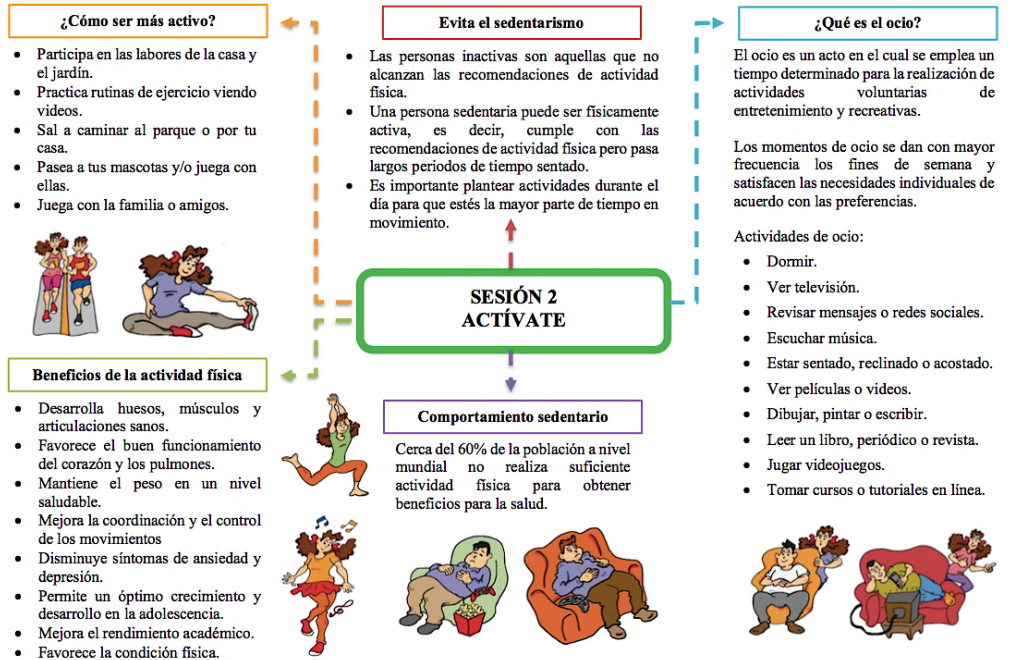 ¿Cómo ser más activo?
• Participa en las labores de la casa y
el jardín.
• Practica rutinas de ejercicio viendo
videos.
• Sal a caminar al parque o por tu
casa.
• Pasea a tus mascotas y/o juega con
ellas.
• Juega con la familia o amigos.
Evita el sedentarismo
• Las personas inactivas son aquellas que no
alcanzan las recomendaciones de actividad
física.
• Una persona sedentaria puede ser físicamente
activa, es decir, cumple con las
recomendaciones de actividad física pero pasa
largos periodos de tiempo sentado.
• Es importante plantear actividades durante el
día para que estés la mayor parte de tiempo en
movimiento.
¿Qué es el ocio?
El ocio es un acto en el cual se emplea un
tiempo determinado para la realización de
actividades voluntarias de
entretenimiento y recreativas.
Los momentos de ocio se dan con mayor
frecuencia los fines de semana y
satisfacen las necesidades individuales de
acuerdo con las preferencias.
Actividades de ocio:
• Dormir.
• Ver televisión.
• Revisar mensajes o redes sociales.
• Escuchar música.
• Estar sentado, reclinado o acostado.
• Ver películas o videos.
• Dibujar, pintar o escribir.
• Leer un libro, periódico o revista.
• Jugar videojuegos.
• Tomar cursos o tutoriales en línea.
SESIÓN 2
ACTÍVATE
Beneficios de la actividad física
• Desarrolla huesos, músculos y
articulaciones sanos.
• Favorece el buen funcionamiento
del corazón y los pulmones.
• Mantiene el peso en un nivel
saludable.
• Mejora la coordinación y el control
de los movimientos
• Disminuye síntomas de ansiedad y
depresión.
• Permite un óptimo crecimiento y
desarrollo en la adolescencia.
• Mejora el rendimiento académico.
• Favorece la condición física.
Comportamiento sedentario
Cerca del 60% de la población a nivel
mundial no realiza suficiente
actividad física para obtener
beneficios para la salud.